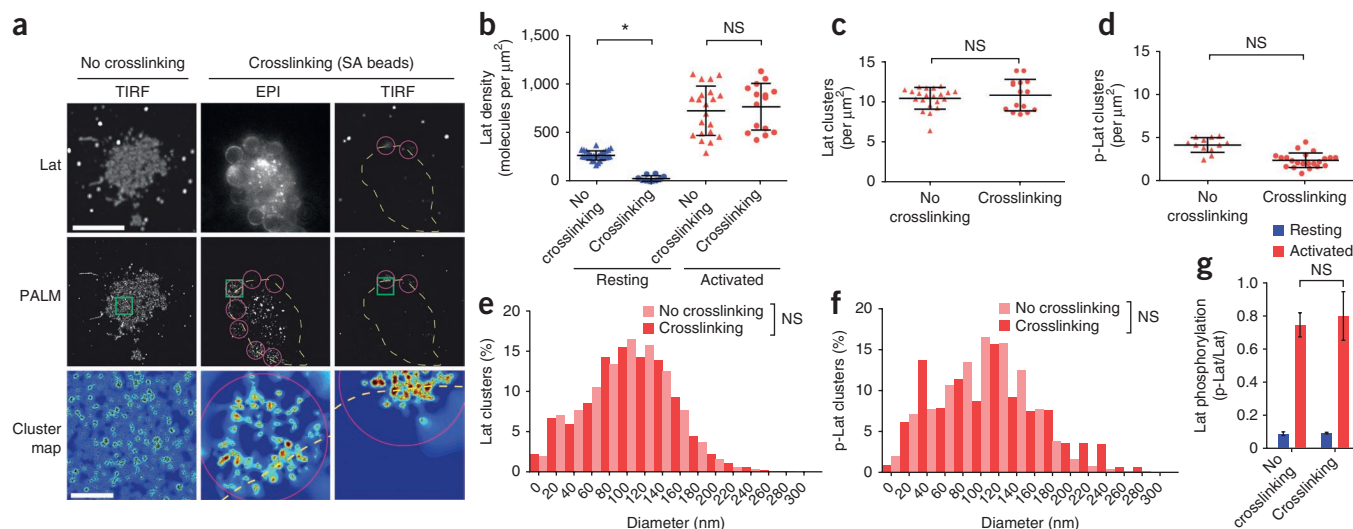 a
No crosslinking
Crosslinking (SA beads)
TIRF
EPI
TIRF
Lat
PALM
Cluster
map
b
Lat density
(molecules per μm²)
1,500
1,000
500
0
*
NS
No
crosslinking
Crosslinking
No
crosslinking
Crosslinking
Resting
Activated
c
Lat clusters
(per μm²)
15
10
5
0
NS
No
crosslinking
Crosslinking
d
p-Lat clusters
(per μm²)
15
10
5
0
NS
No
crosslinking
Crosslinking
Resting
Activated
e
Lat clusters (%)
20
15
10
5
0
No crosslinking
Crosslinking
NS
0
20
40
60
80
100
120
140
160
180
200
220
240
260
280
300
Diameter (nm)
f
p-Lat clusters (%)
20
15
10
5
0
No crosslinking
Crosslinking
NS
0
20
40
60
80
100
120
140
160
180
200
220
240
260
280
300
Diameter (nm)
g
Lat phosphorylation
(p-Lat/Lat)
1.0
0.8
0.6
0.4
0.2
0
NS
No
crosslinking
Crosslinking